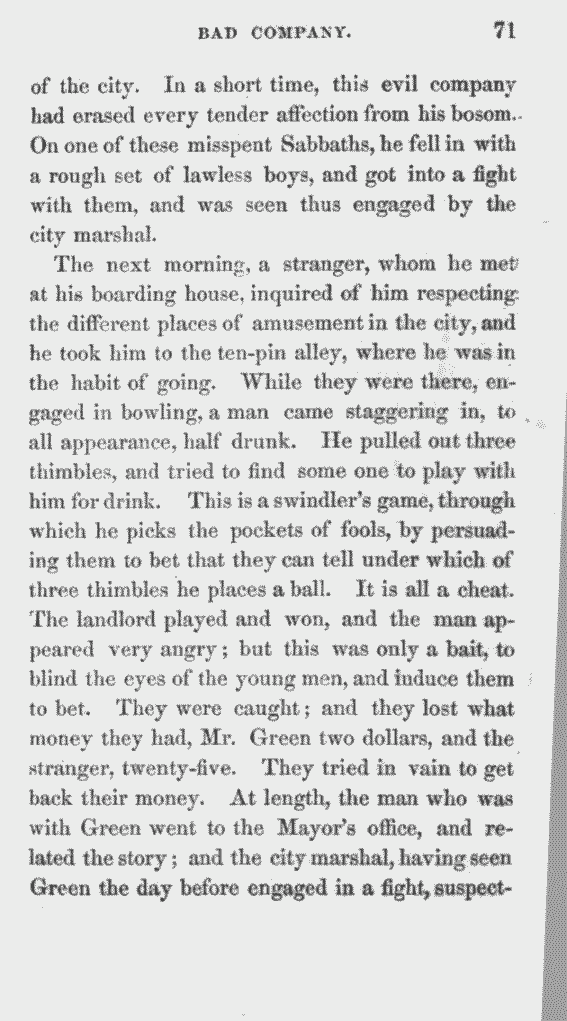 BAD COMPANY. 71
of the city. In a short time, this evil company
had erased every tender affection from his bosom.
On one of these misspent Sabbaths, he fell in with
a rough set of lawless boys, and got into a fight
with them, and was seen thus engaged by the
city marshal.
The next morning, a stranger, whom he met
at his boarding house, inquired of him respecting
the different places of amusement in the city, and
he took him to the ten-pin alley, where he was in
the habit of going. While they were there, en-
gaged in bowling, a man came staggering in, to
all appearance, half drunk. He pulled out three
thimbles, and tried to find some one to play with
him for drink. This is a swindler's game, through
which he picks the pockets of fools, by persuad-
ing them to bet that they can tell under which of
three thimbles he places a ball. It is all a cheat.
The landlord played and won, and the man ap-
peared very angry; but this was only a bait, to
blind the eyes of the young men, and induce them
to bet. They were caught; and they lost what
money they had, Mr. Green two dollars, and the
stranger, twenty-five. They tried in vain to get
back their money. At length, the man who was
with Green went to the Mayor's office, and re-
lated the story; and the city marshal, having seen
Green the day before engaged in a fight, suspect-